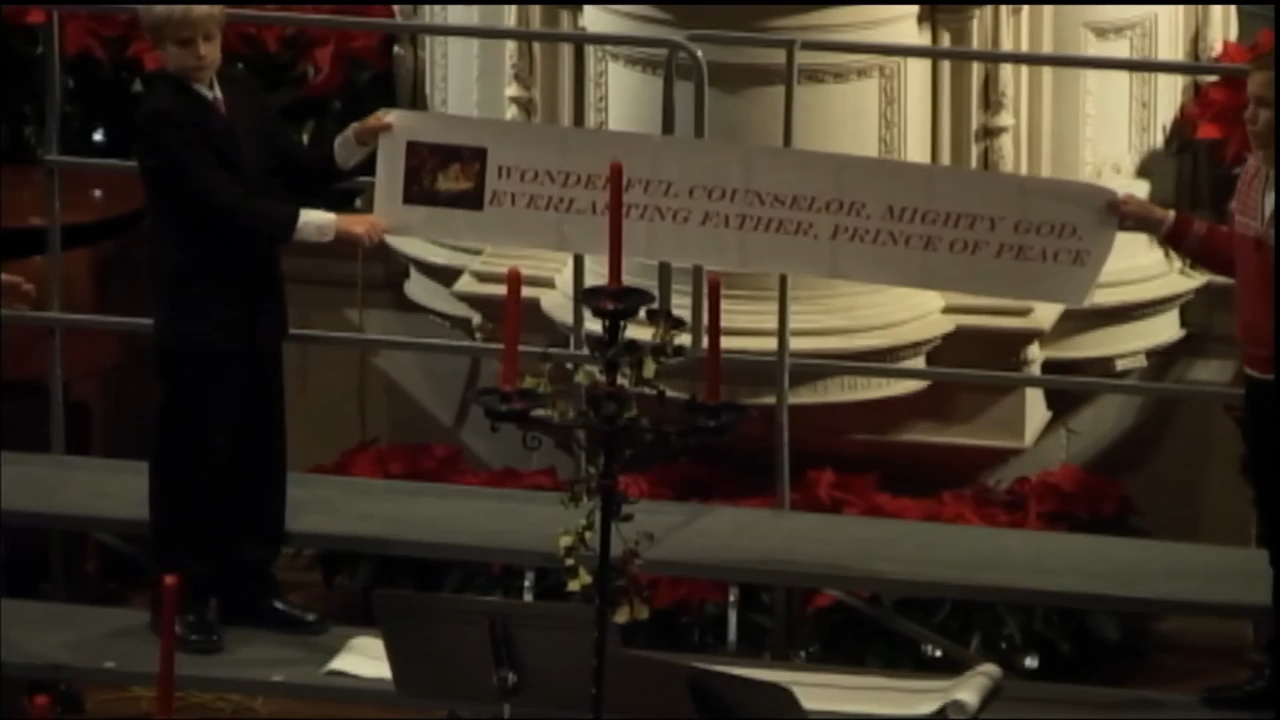 WONDERFUL COUNSELOR, MIGHTY GOD,
EVERLASTING FATHER, PRINCE OF PEACE